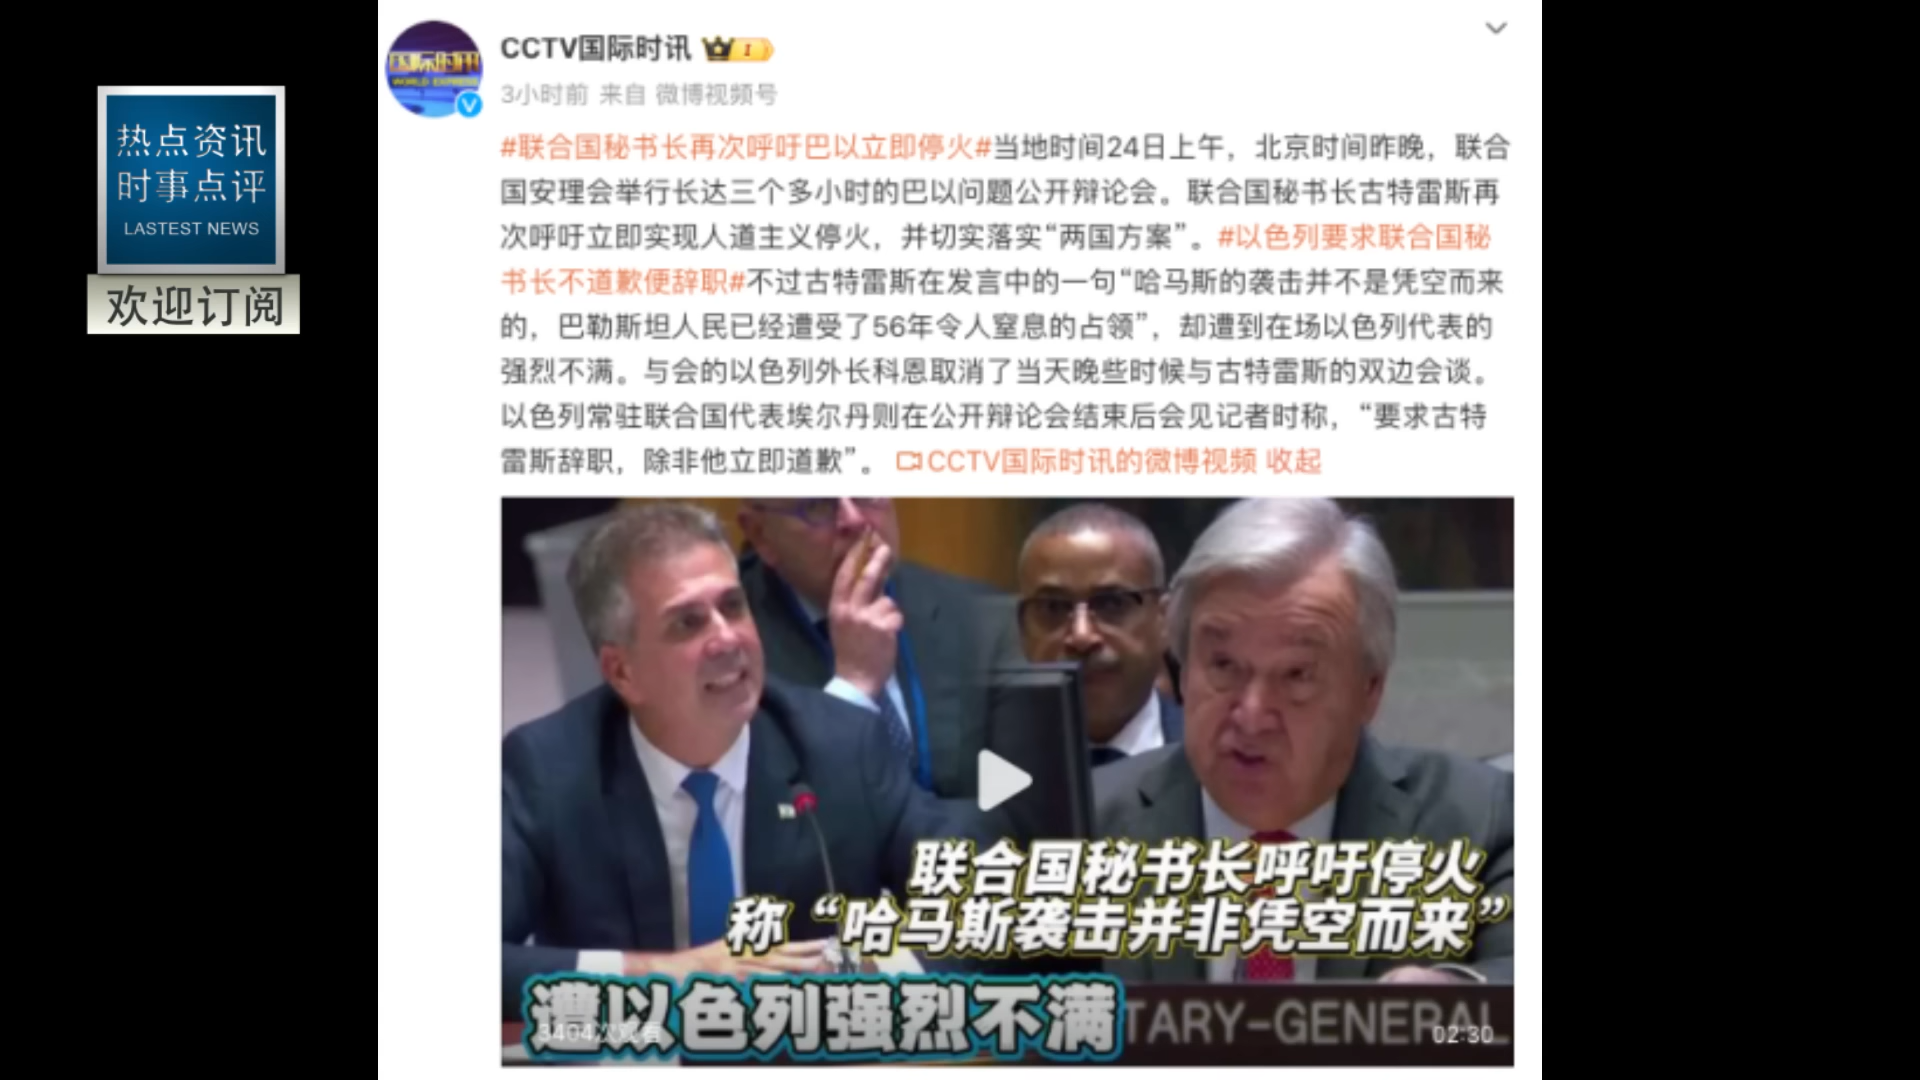 热点资讯
时事点评
LASTEST NEWS
欢迎订阅
CCTV国际时讯
3小时前 来自 微博视频号
#联合国秘书长再次呼吁巴以立即停火#当地时间24日上午，北京时间昨晚，联合
国安理会举行长达三个多小时的巴以问题公开辩论会。联合国秘书长古特雷斯再
次呼吁立即实现人道主义停火，并切实落实“两国方案”。#以色列要求联合国秘
书长不道歉便辞职#不过古特雷斯在发言中的一句“哈马斯的袭击并不是凭空而来
的，巴勒斯坦人民已经遭受了56年令人窒息的占领”，却遭到在场以色列代表的
强烈不满。与会的以色列外长科恩取消了当天晚些时候与古特雷斯的双边会谈。
以色列常驻联合国代表埃尔丹则在公开辩论会结束后会见记者时称，“要求古特
雷斯辞职，除非他立即道歉”。 CCTV国际时讯的微博视频 收起
联合国秘书长呼吁停火
称“哈马斯袭击并非凭空而来”
遭以色列强烈不满
TARY-GENERAL
3404次观看
02:30